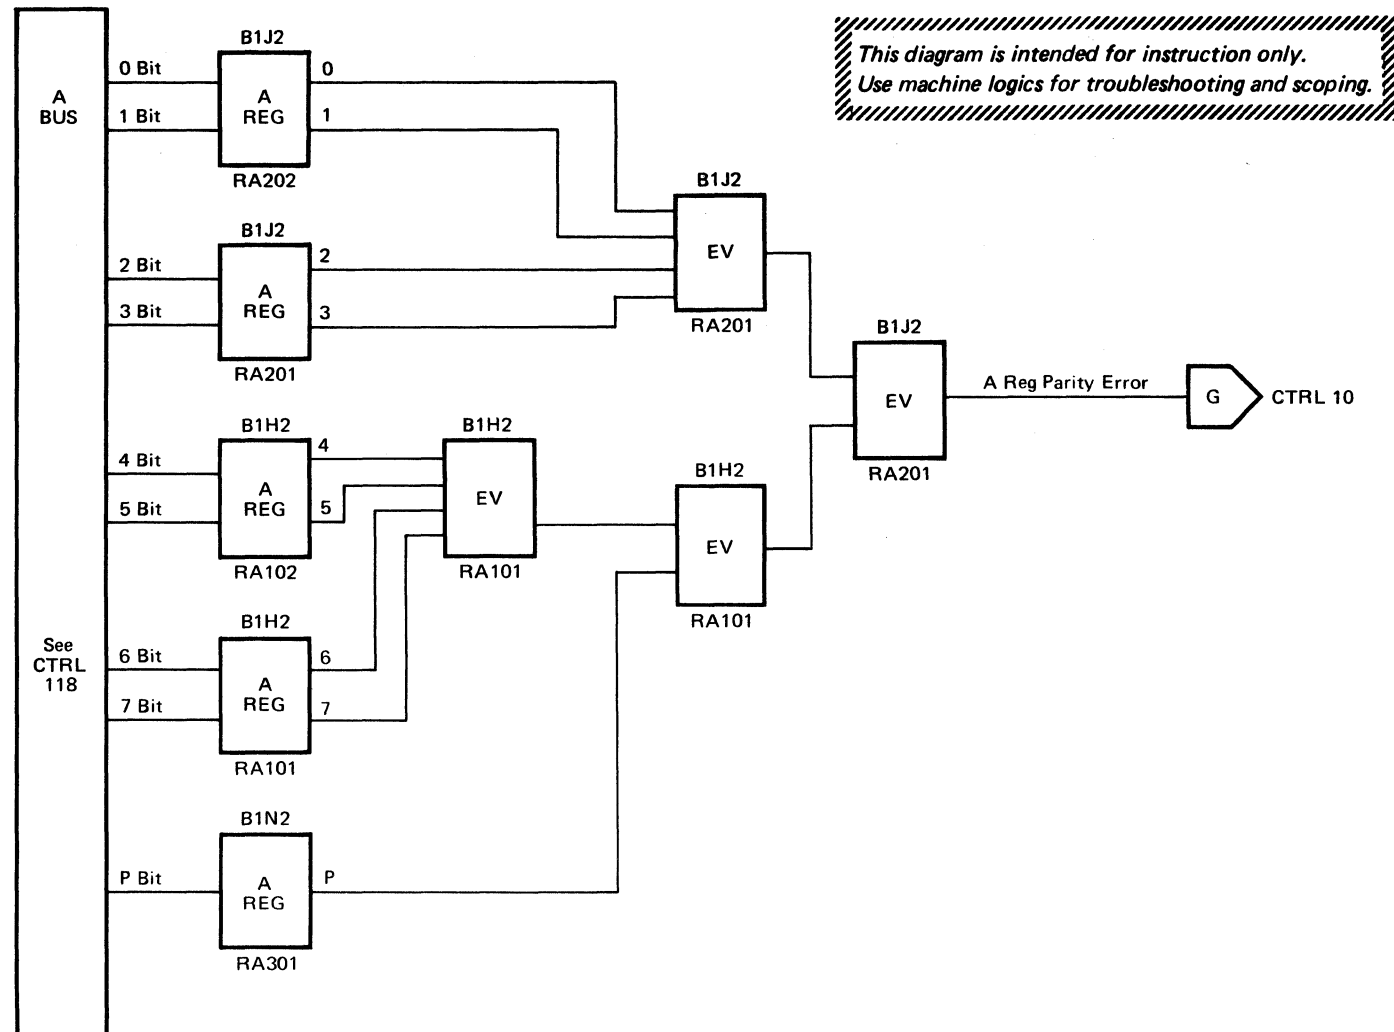 This diagram is intended for instruction only.
Use machine logics for troubleshooting and scoping.
A
BUS
See
CTRL
118
0 Bit
1 Bit
B1J2
A
REG
RA202
0
1
2 Bit
3 Bit
B1J2
A
REG
RA201
2
3
4 Bit
5 Bit
B1H2
A
REG
RA102
4
5
6 Bit
7 Bit
B1H2
A
REG
RA101
6
7
P Bit
B1N2
A
REG
RA301
P
B1H2
EV
RA101
B1J2
EV
RA201
B1H2
EV
RA101
B1J2
EV
RA201
A Reg Parity Error
G
CTRL 10